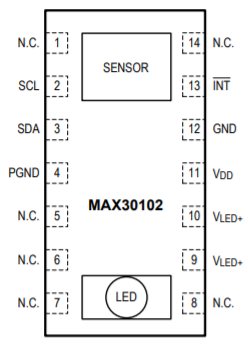 N.C. 1 14 N.C.
SENSOR
SCL 2 13 INT
SDA 3 12 GND
PGND 4 11 VDD
MAX30102
N.C. 5 10 VLED+
N.C. 6 9 VLED+
LED
N.C. 7 8 N.C.